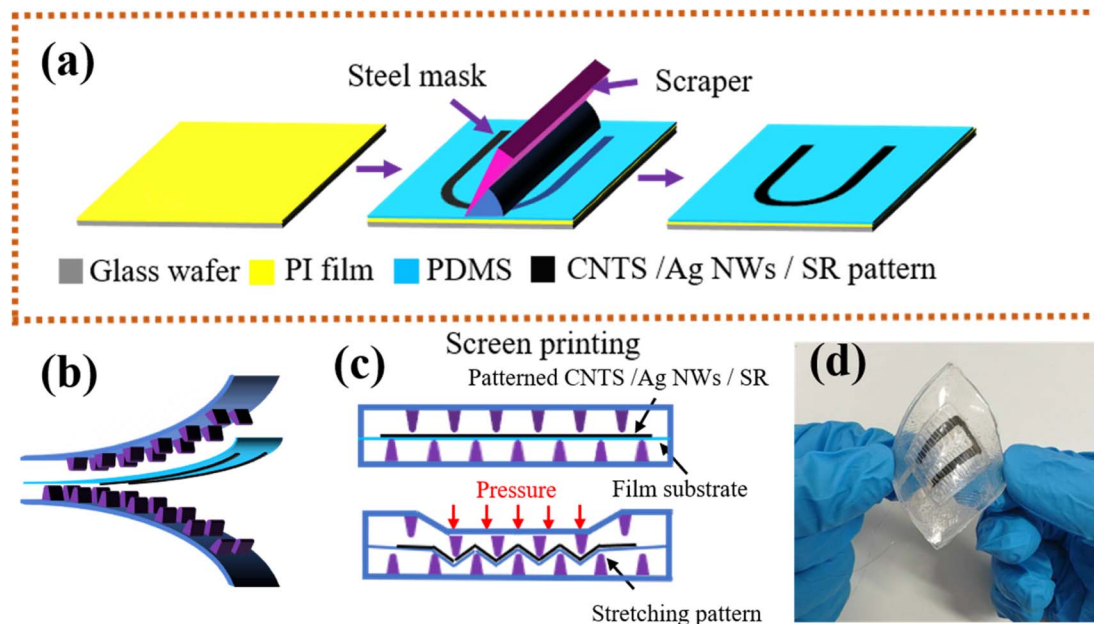 (a)
Steel mask
Scraper
Glass wafer PI film PDMS CNTS /Ag NWs / SR pattern
(b)
(c)
Screen printing
Patterned CNTS /Ag NWs / SR
Film substrate
Pressure
Stretching pattern
(d)